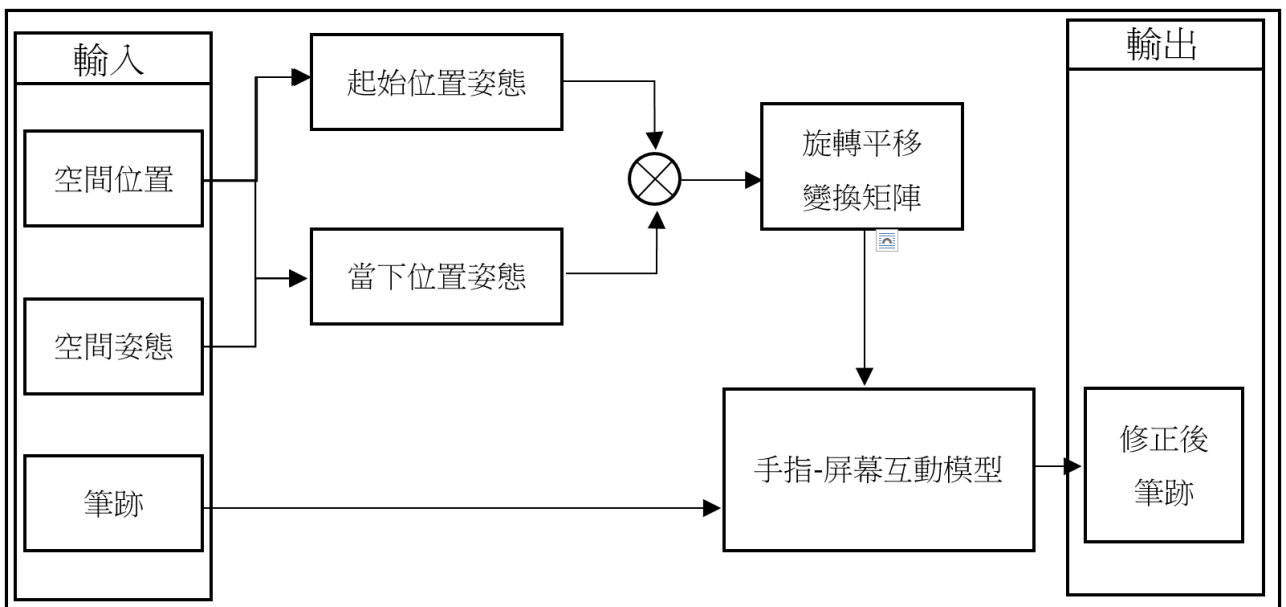 輸入
空間位置
空間姿態
筆跡
起始位置姿態
當下位置姿態
旋轉平移
變換矩陣
手指-屏幕互動模型
輸出
修正後
筆跡